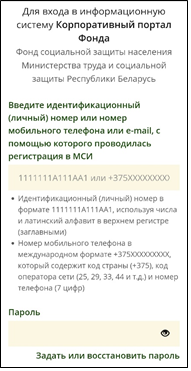 Для входа в информационную
систему Корпоративный портал
Фонда
Фонд социальной защиты населения
Министерства труда и социальной
защиты Республики Беларусь
Введите идентификационный
(личный) номер или номер
мобильного телефона или e-mail, с
помощью которого проводилась
регистрация в МСИ
1111111A111AA1 или +375XXXXXXXXX
Идентификационный (личный) номер в
формате 1111111A111AA1, используя числа
и латинский алфавит в верхнем регистре
(заглавными)
Номер мобильного телефона в
международном формате +375XXXXXXXXX,
который содержит код страны (+375), код
оператора сети (25, 29, 33, 44 и т.д.) и номер
телефона (7 цифр)
Пароль
Задать или восстановить пароль